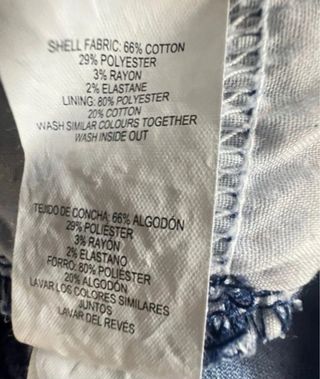 SHELL FABRIC: 66% COTTON
29% POLYESTER
3% RAYON
2% ELASTANE
LINING: 80% POLYESTER
20% COTTON
WASH SIMILAR COLOURS TOGETHER
WASH INSIDE OUT
TEJIDO DE CONCHA: 66% ALGODÓN
29% POLIÉSTER
3% RAYON
2% ELASTANO
FORRO: 80% POLIÉSTER
20% ALGODÓN
LAVAR LOS COLORES SIMILARES
JUNTOS
LAVAR DEL REVÉS